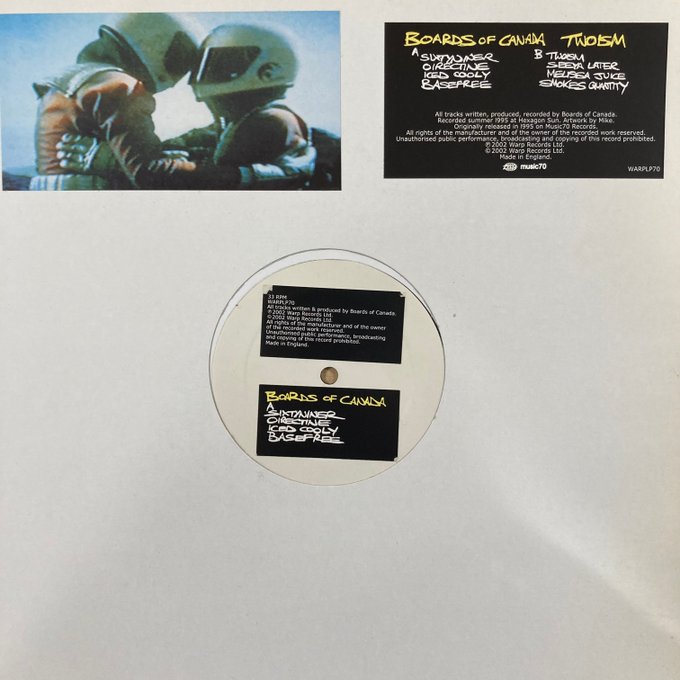 BOARDS OF CANADA TWOISM
A
SIXTYNINER
OIRECTINE
ICED COOLY
BASEFREE
B TWOISM
SEEYA LATER
MELISSA JUICE
SMOKES QUANTITY
All tracks written, produced, recorded by Boards of Canada.
Recorded summer 1995 at Hexagon Sun. Artwork by Mike.
Originally released in 1995 on Music70 Records.
All rights of the manufacturer and of the owner of the recorded work reserved.
Unauthorised public performance, broadcasting and copying of this record prohibited.
℗2002 Warp Records Ltd.
©2002 Warp Records Ltd.
Made in England.
music70
WARPLP70
33 RPM
WARPLP70
All tracks written & produced by Boards of Canada.
℗2002 Warp Records Ltd.
©2002 Warp Records Ltd.
All rights of the manufacturer and of the owner
of the recorded work reserved.
Unauthorised public performance, broadcasting
and copying of this record prohibited.
Made in England.
BOARDS OF CANADA
A
SIXTYNINER
OIRECTINE
ICED COOLY
BASEFREE